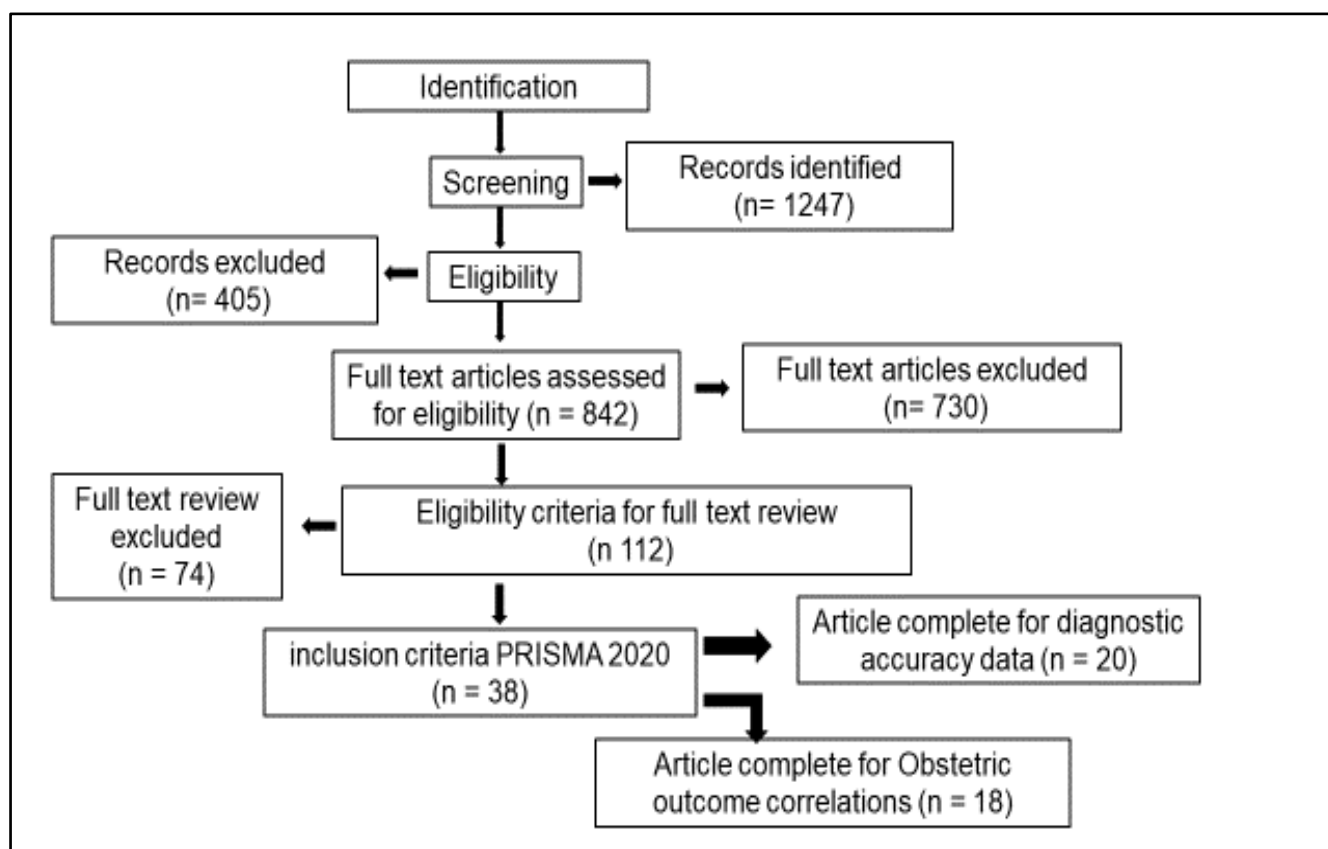 Identification
Screening
Records identified
(n= 1247)
Records excluded
(n= 405)
Eligibility
Full text articles assessed
for eligibility (n = 842)
Full text articles excluded
(n= 730)
Full text review
excluded
(n = 74)
Eligibility criteria for full text review
(n 112)
inclusion criteria PRISMA 2020
(n = 38)
Article complete for diagnostic
accuracy data (n = 20)
Article complete for Obstetric
outcome correlations (n = 18)